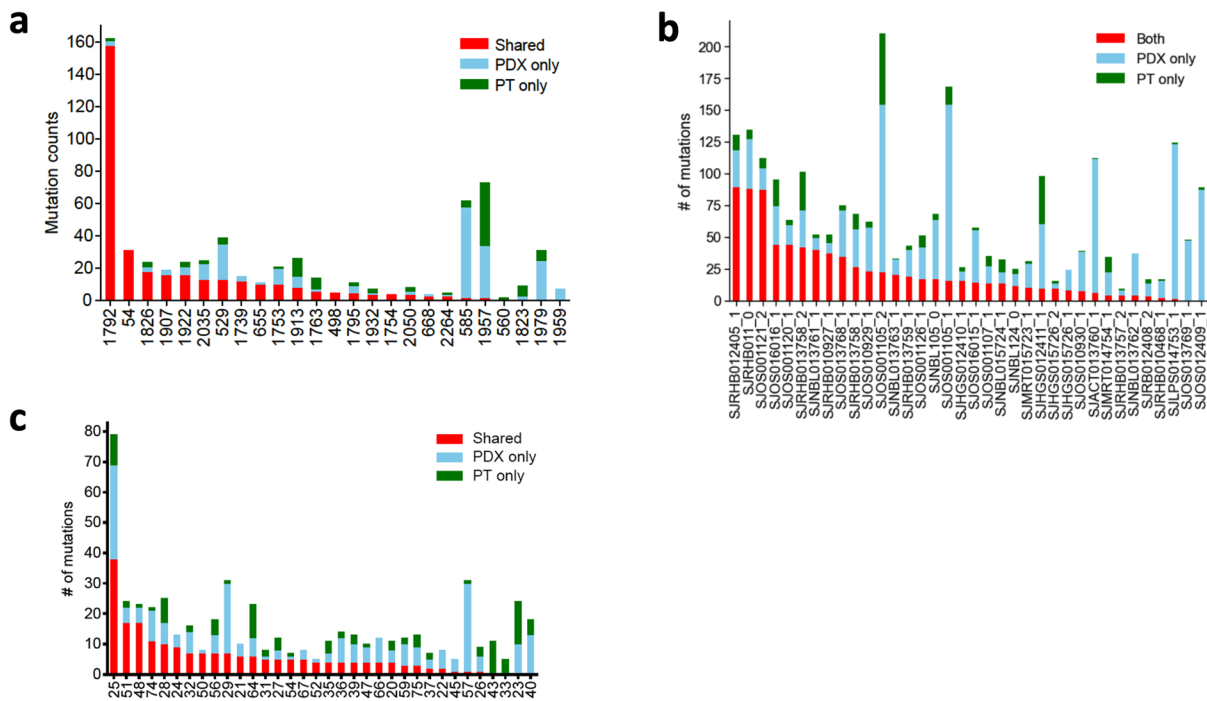 a
Mutation counts
160
140
120
100
80
60
40
20
0
Shared
PDX only
PT only
1792
54
1826
1907
1922
2035
529
1739
655
1753
1913
1763
498
1795
1932
1754
2050
668
2264
585
1957
560
1823
1979
1959
b
# of mutations
200
175
150
125
100
75
50
25
0
Both
PDX only
PT only
SJRHB012405_1
SJRHB011_0
SJOS001121_2
SJOS016016_1
SJOS001120_1
SJRHB013758_2
SJNBL013761_1
SJRHB010927_1
SJOS013768_1
SJRHB013758_1
SJOS010929_1
SJOS001105_2
SJNBL013763_1
SJRHB013759_1
SJOS001126_1
SJNBL105_0
SJOS001105_1
SJHGS012410_1
SJOS016015_1
SJOS001107_1
SJNBL015724_1
SJNBL124_0
SJMRT015723_1
SJHGS012411_1
SJHGS015726_2
SJHGS015726_1
SJOS010930_1
SJACT013760_1
SJMRT014754_1
SJRHB013757_2
SJNBL013762_1
SJRB012408_2
SJRHB010468_1
SJLPS014753_1
SJOS013769_1
SJOS012409_1
c
# of mutations
80
70
60
50
40
30
20
10
0
Shared
PDX only
PT only
25
51
48
74
28
24
32
50
56
29
21
64
31
27
54
67
52
35
36
39
47
66
20
59
75
37
22
45
57
26
43
33
23
40